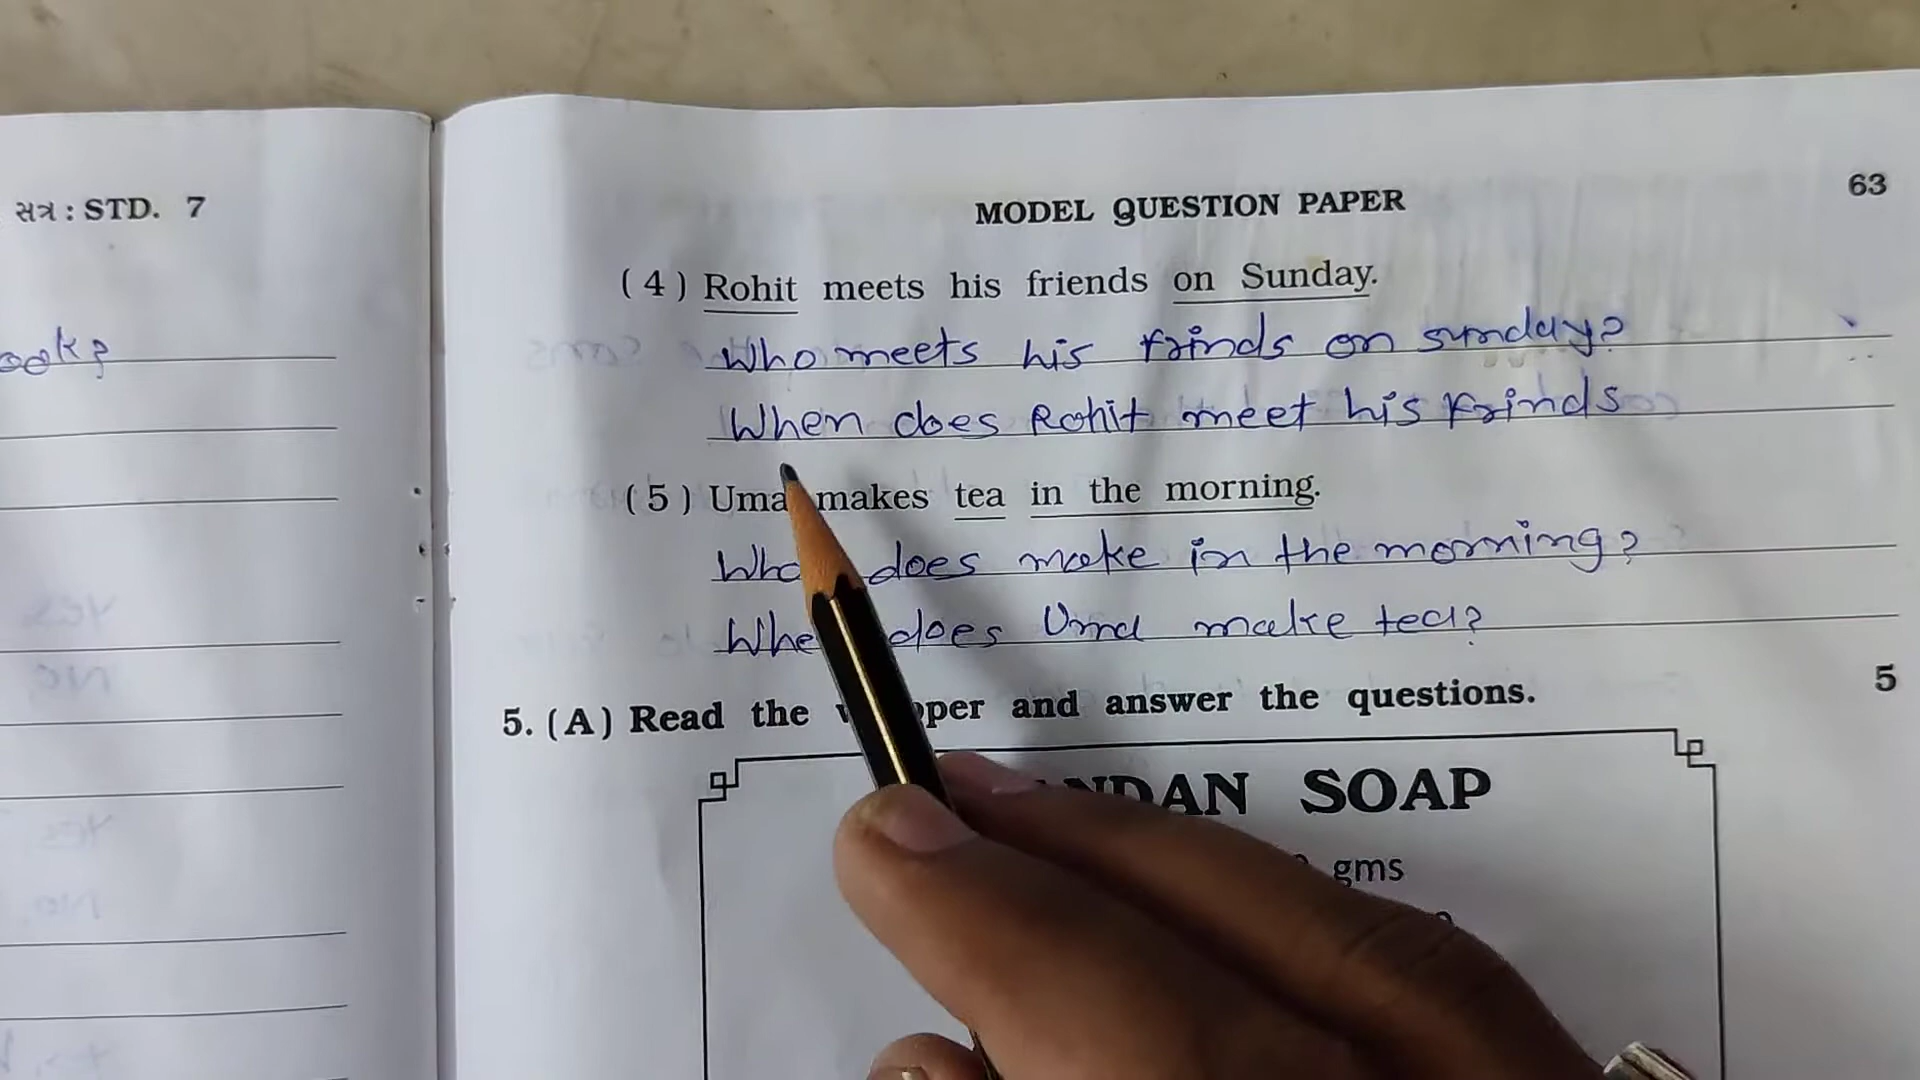 સત્ર : STD. 7
MODEL QUESTION PAPER
63
( 4 ) Rohit meets his friends on Sunday.
Who meets his frinds on sunday?
When does Rohit meet his frinds
( 5 ) Uma makes tea in the morning.
does make in the morning?
does Uma make tea?
5. (A) Read the and answer the questions.
5
SOAP
gms